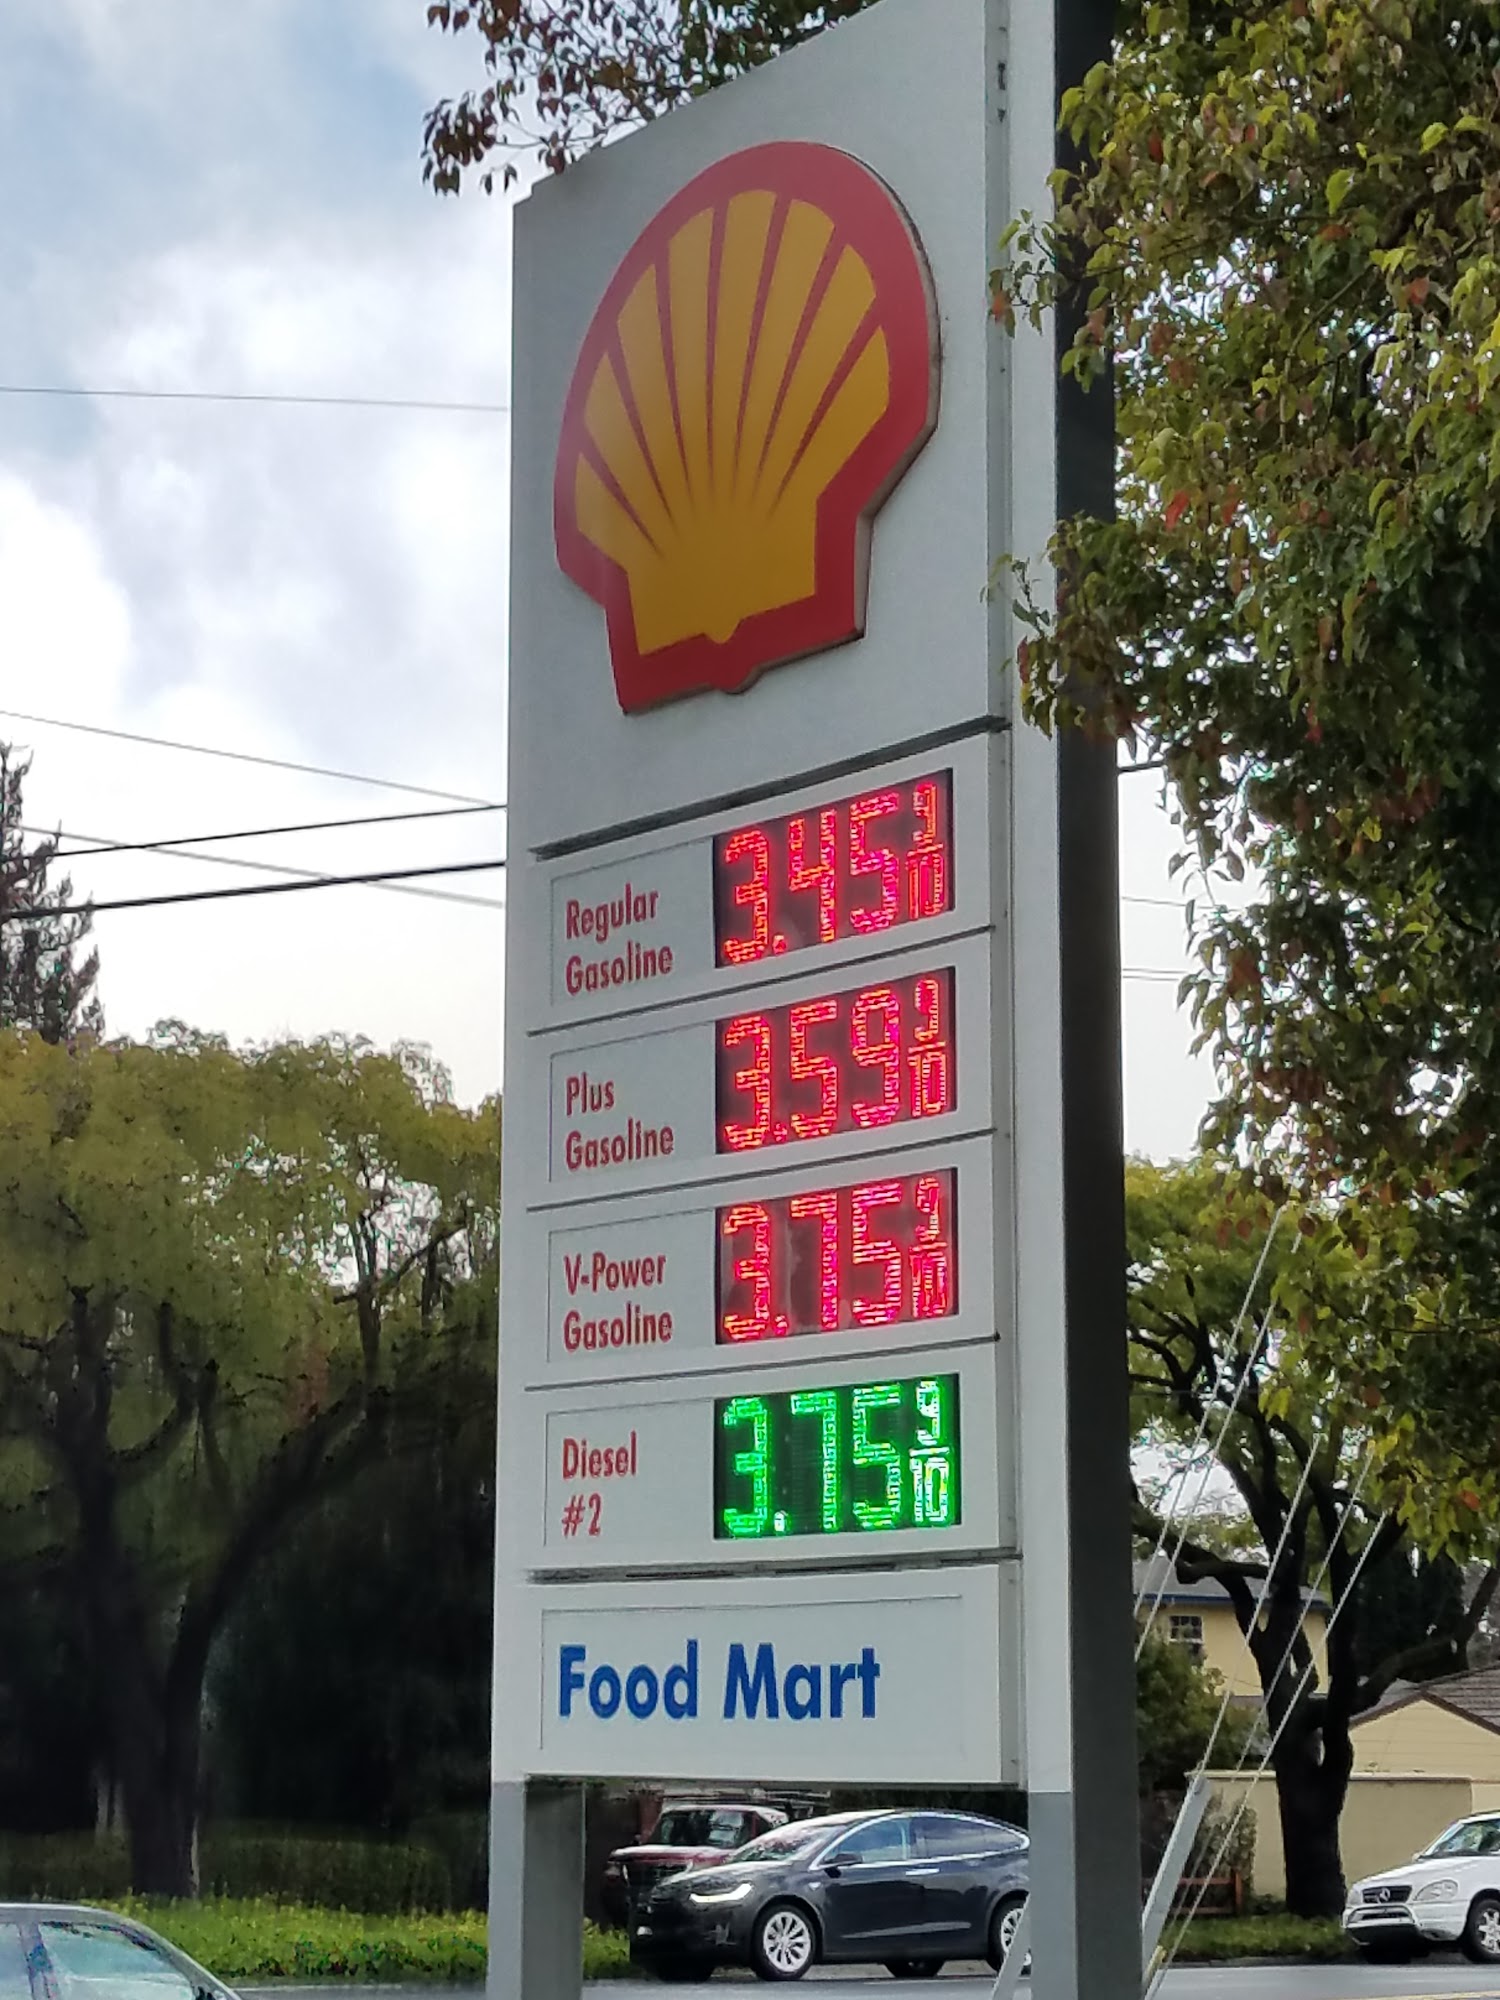 Regular
Gasoline
3.45 9/10
Plus
Gasoline
3.59 9/10
V-Power
Gasoline
3.75 9/10
Diesel
#2
3.75 9/10
Food Mart